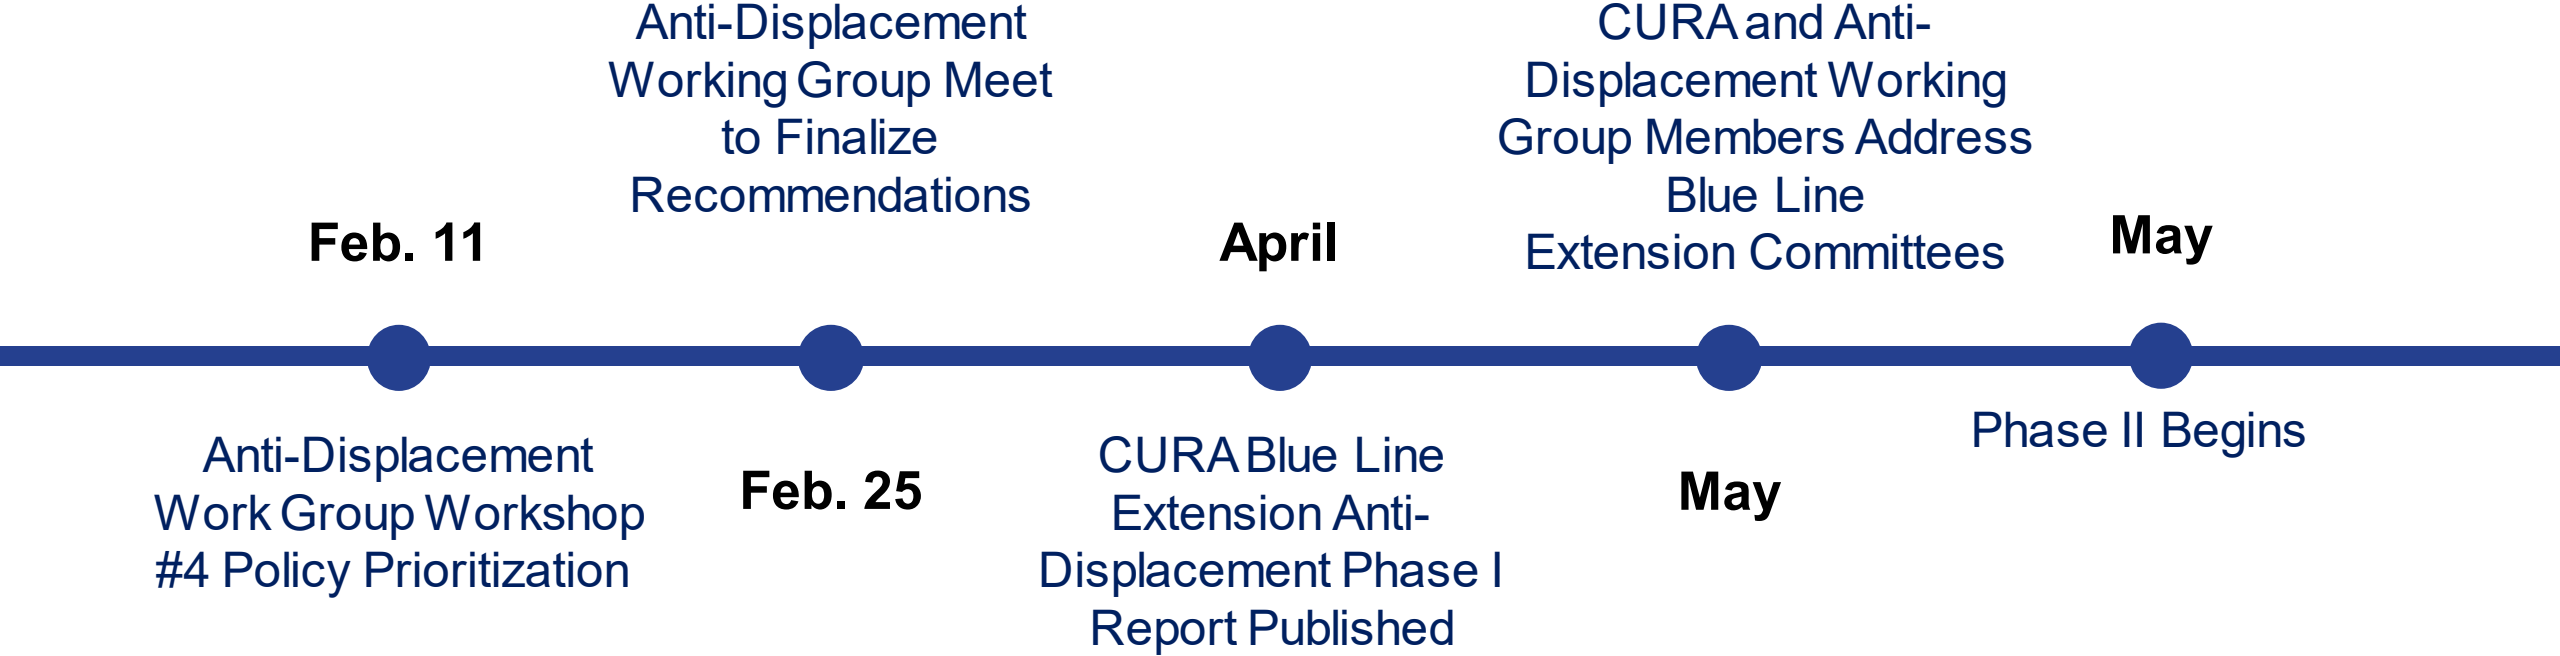 Feb. 11
Anti-Displacement
Work Group Workshop
#4 Policy Prioritization
Anti-Displacement
Working Group Meet
to Finalize
Recommendations
Feb. 25
April
CURA Blue Line
Extension Anti-
Displacement Phase I
Report Published
CURA and Anti-
Displacement Working
Group Members Address
Blue Line
Extension Committees
May
May
Phase II Begins